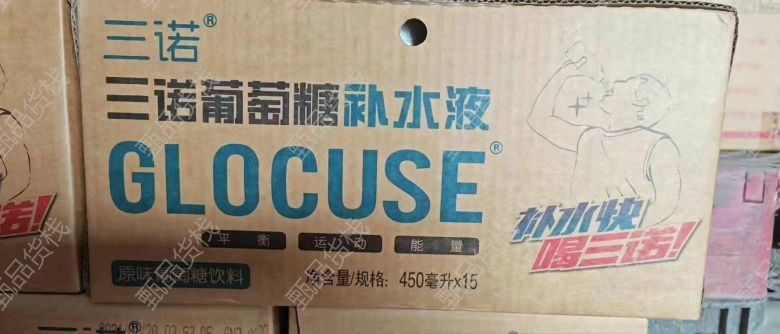 三诺®
三诺葡萄糖补水液
GLOCUSE®
平衡 运动 能量
原味葡萄糖饮料
净含量/规格: 450毫升x15
补水快
喝三诺!
诺!
甄品货栈